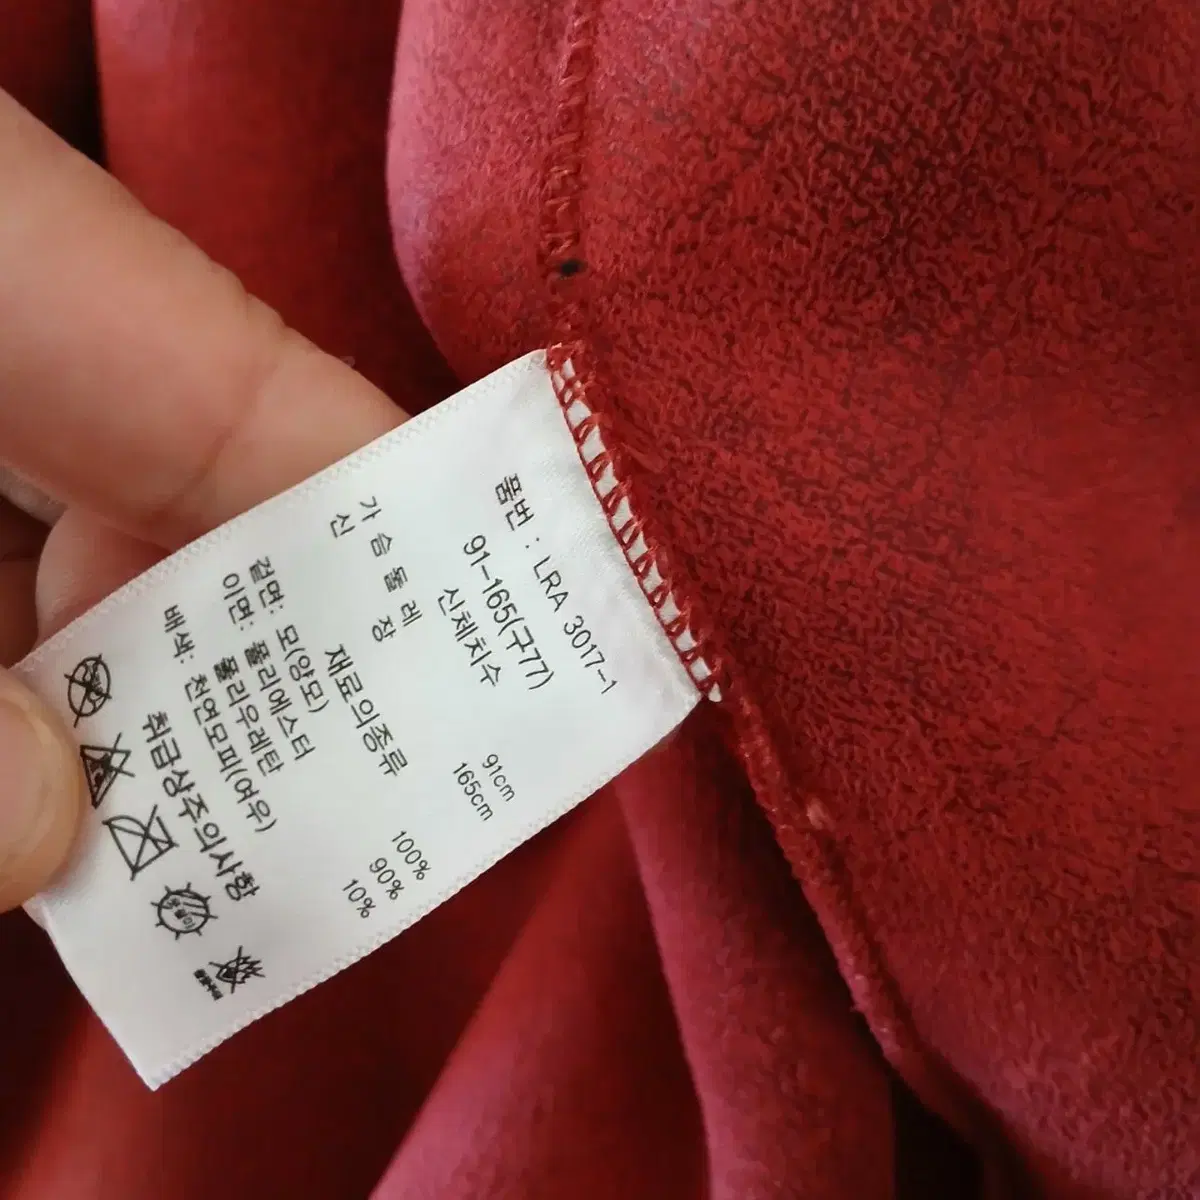 품번 : LRA 3017-1
91-165(구77)
신체치수
가슴둘레 91cm
신 장 165cm
재료의종류
겉면: 모(양모) 100%
이면: 폴리에스터 90%
폴리우레탄 10%
배색: 천연모피(여우)
취급상주의사항